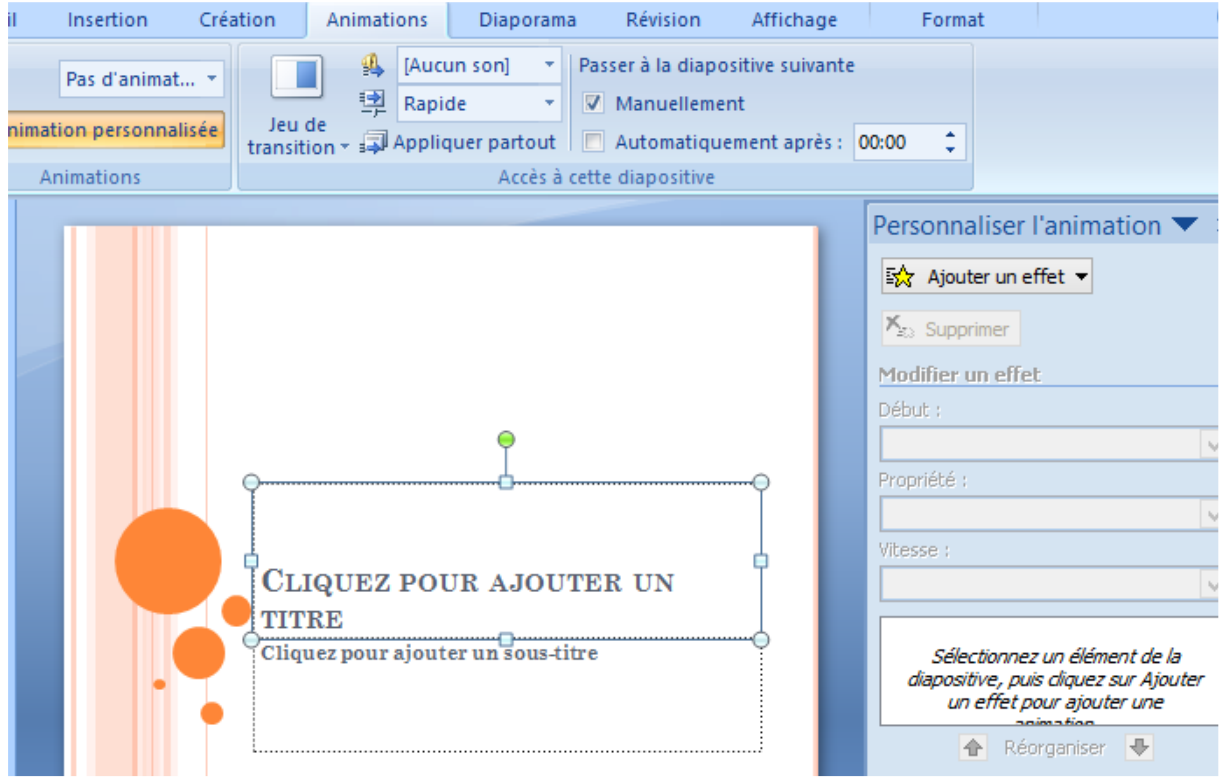 il Insertion Création Animations Diaporama Révision Affichage Format
Pas d'animat... [Aucun son] Passer à la diapositive suivante
Rapide Manuellement
nimation personnalisée Jeu de transition Appliquer partout Automatiquement après : 00:00
Animations Accès à cette diapositive
Personnaliser l'animation
Ajouter un effet
Supprimer
Modifier un effet
Début :
Propriété :
Vitesse :
Cliquez pour ajouter un
titre
Cliquez pour ajouter un sous-titre
Sélectionnez un élément de la
diapositive, puis cliquez sur Ajouter
un effet pour ajouter une
animation.
Réorganiser